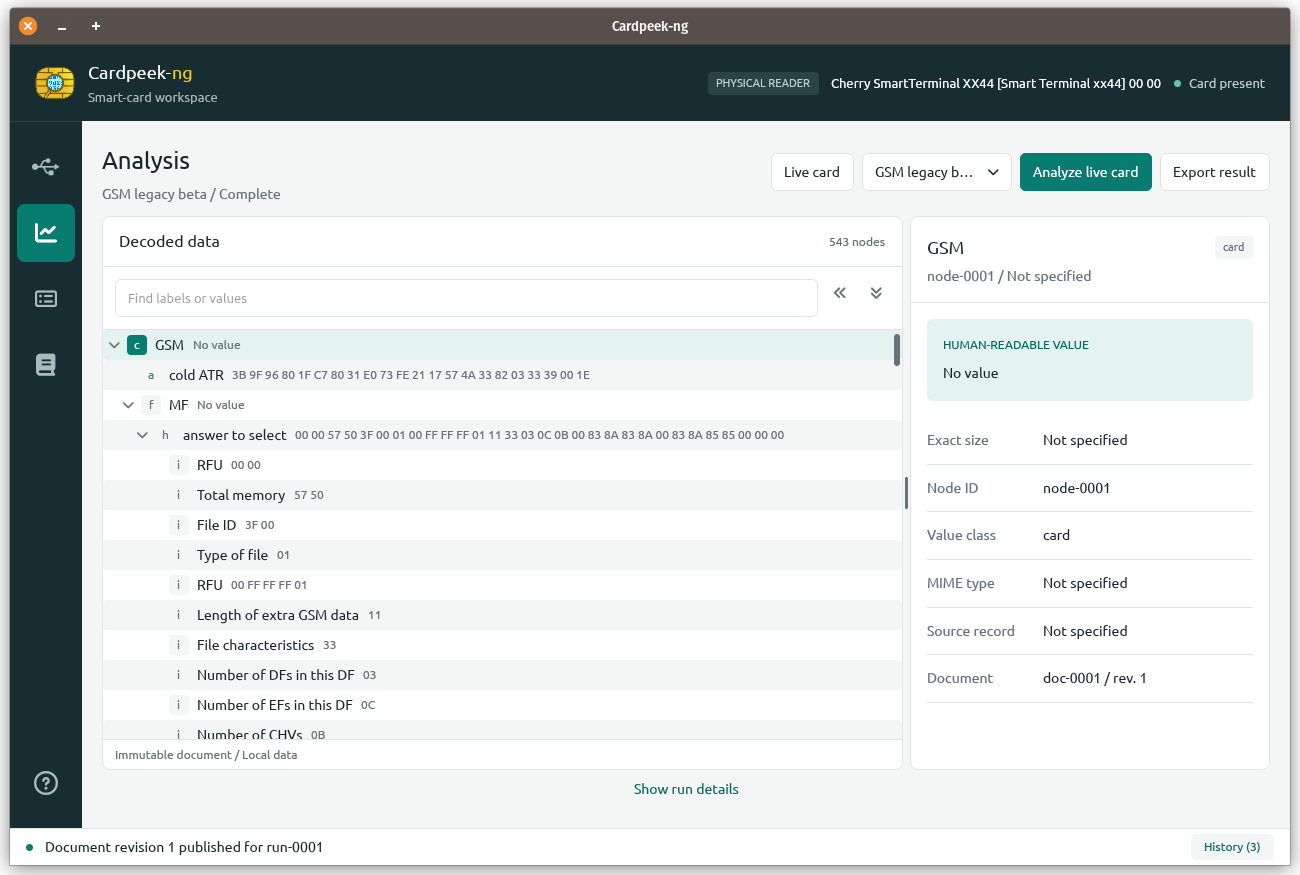 Cardpeek-ng
Cardpeek-ng
Smart-card workspace
PHYSICAL READER
Cherry SmartTerminal XX44 [Smart Terminal xx44] 00 00
Card present
Analysis
GSM legacy beta / Complete
Live card
GSM legacy b...
Analyze live card
Export result
Decoded data
543 nodes
Find labels or values
c GSM No value
a cold ATR 3B 9F 96 80 1F C7 80 31 E0 73 FE 21 17 57 4A 33 82 03 33 39 00 1E
f MF No value
h answer to select 00 00 57 50 3F 00 01 00 FF FF FF 01 11 33 03 0C 0B 00 83 8A 83 8A 00 83 8A 85 85 00 00 00
i RFU 00 00
i Total memory 57 50
i File ID 3F 00
i Type of file 01
i RFU 00 FF FF FF 01
i Length of extra GSM data 11
i File characteristics 33
i Number of DFs in this DF 03
i Number of EFs in this DF 0C
i Number of CHVs 0B
Immutable document / Local data
Show run details
GSM
card
node-0001 / Not specified
HUMAN-READABLE VALUE
No value
Exact size Not specified
Node ID node-0001
Value class card
MIME type Not specified
Source record Not specified
Document doc-0001 / rev. 1
Document revision 1 published for run-0001
History (3)